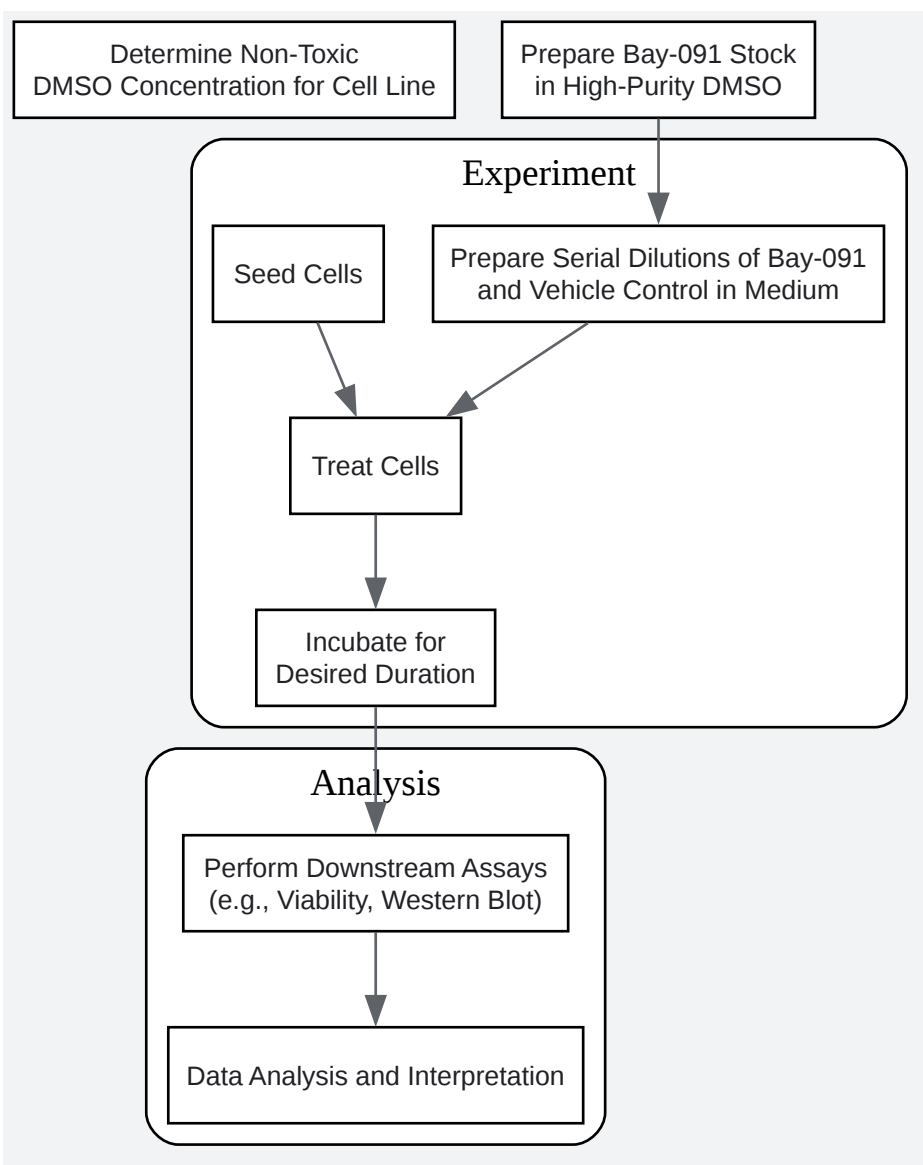 Determine Non-Toxic
DMSO Concentration for Cell Line
Prepare Bay-091 Stock
in High-Purity DMSO
Experiment
Seed Cells
Prepare Serial Dilutions of Bay-091
and Vehicle Control in Medium
Treat Cells
Incubate for
Desired Duration
Analysis
Perform Downstream Assays
(e.g., Viability, Western Blot)
Data Analysis and Interpretation